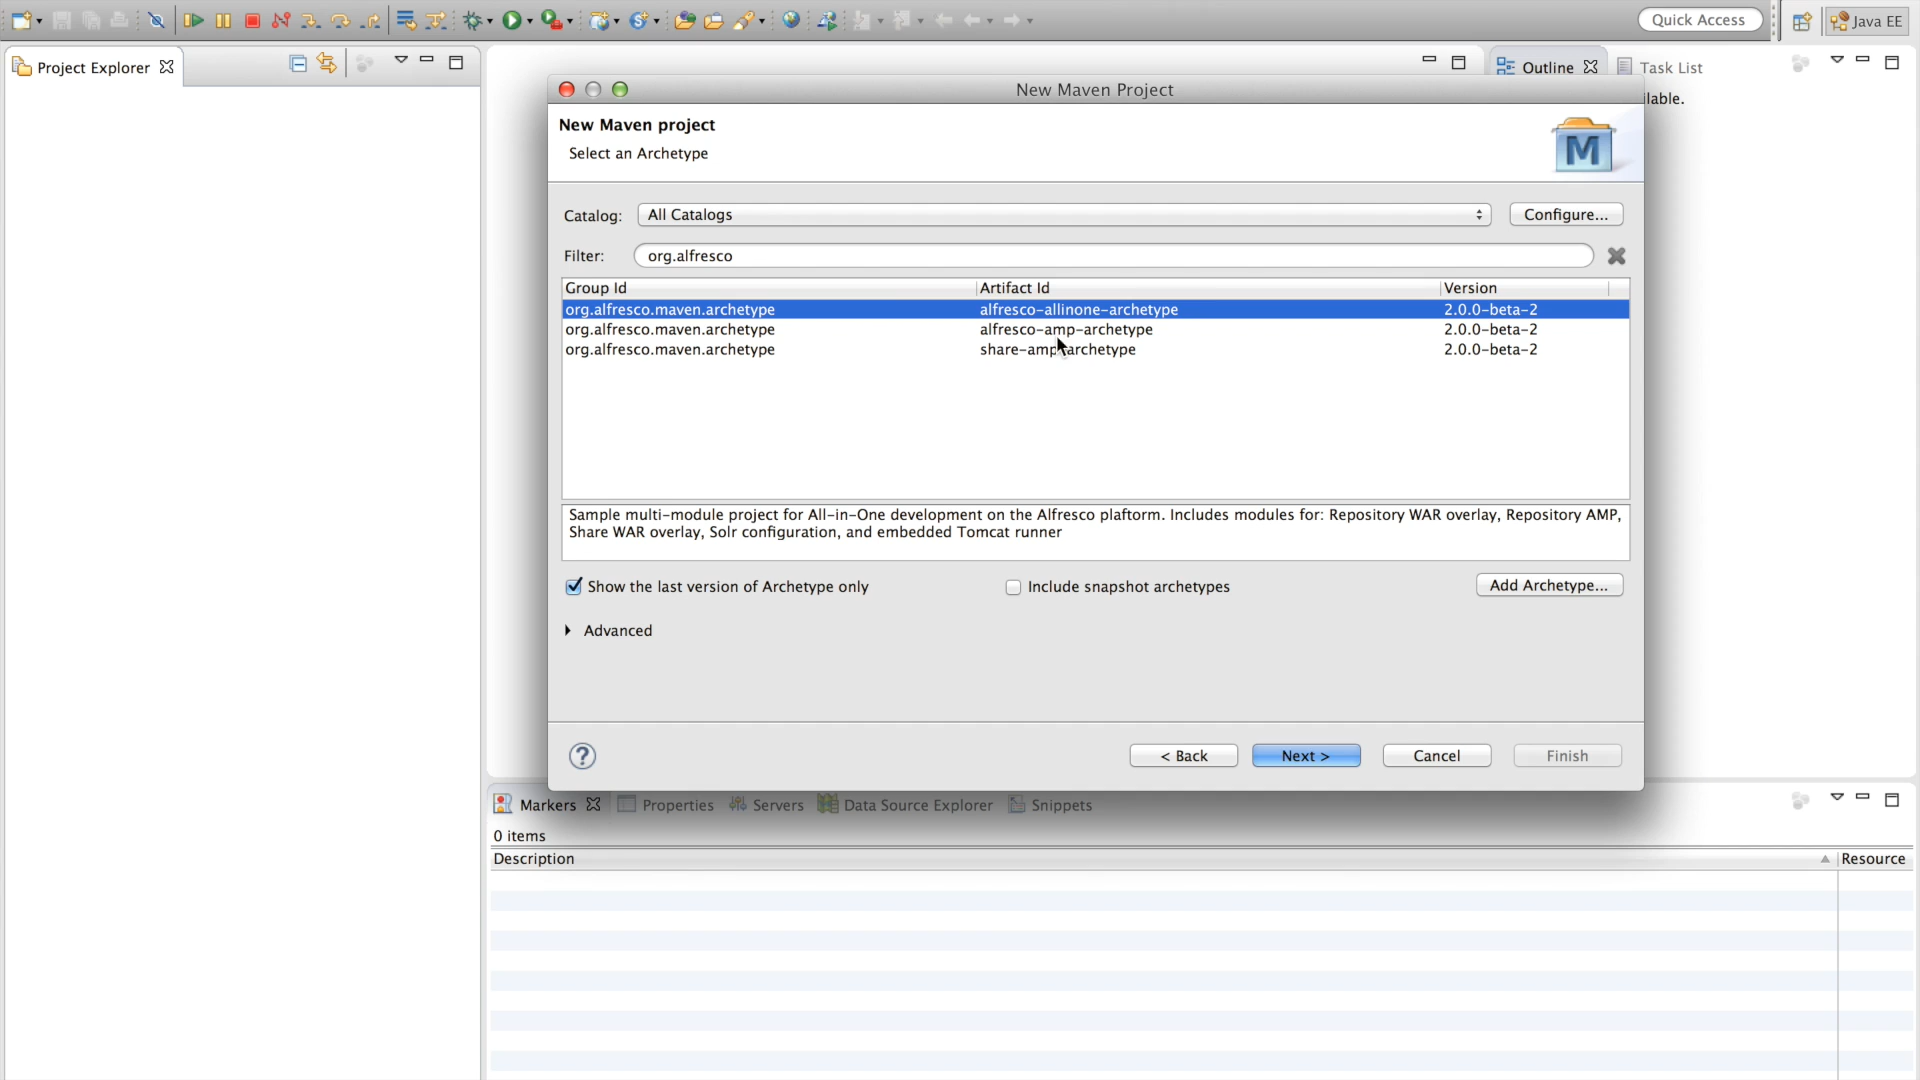 Quick Access
Java EE
Project Explorer
Outline
Task List
ilable.
New Maven Project
New Maven project
Select an Archetype
M
Catalog: All Catalogs Configure...
Filter: org.alfresco
Group Id Artifact Id Version
org.alfresco.maven.archetype alfresco-allinone-archetype 2.0.0-beta-2
org.alfresco.maven.archetype alfresco-amp-archetype 2.0.0-beta-2
org.alfresco.maven.archetype share-amp-archetype 2.0.0-beta-2
Sample multi-module project for All-in-One development on the Alfresco plaftorm. Includes modules for: Repository WAR overlay, Repository AMP,
Share WAR overlay, Solr configuration, and embedded Tomcat runner
Show the last version of Archetype only Include snapshot archetypes Add Archetype...
Advanced
? < Back Next > Cancel Finish
Markers Properties Servers Data Source Explorer Snippets
0 items
Description Resource